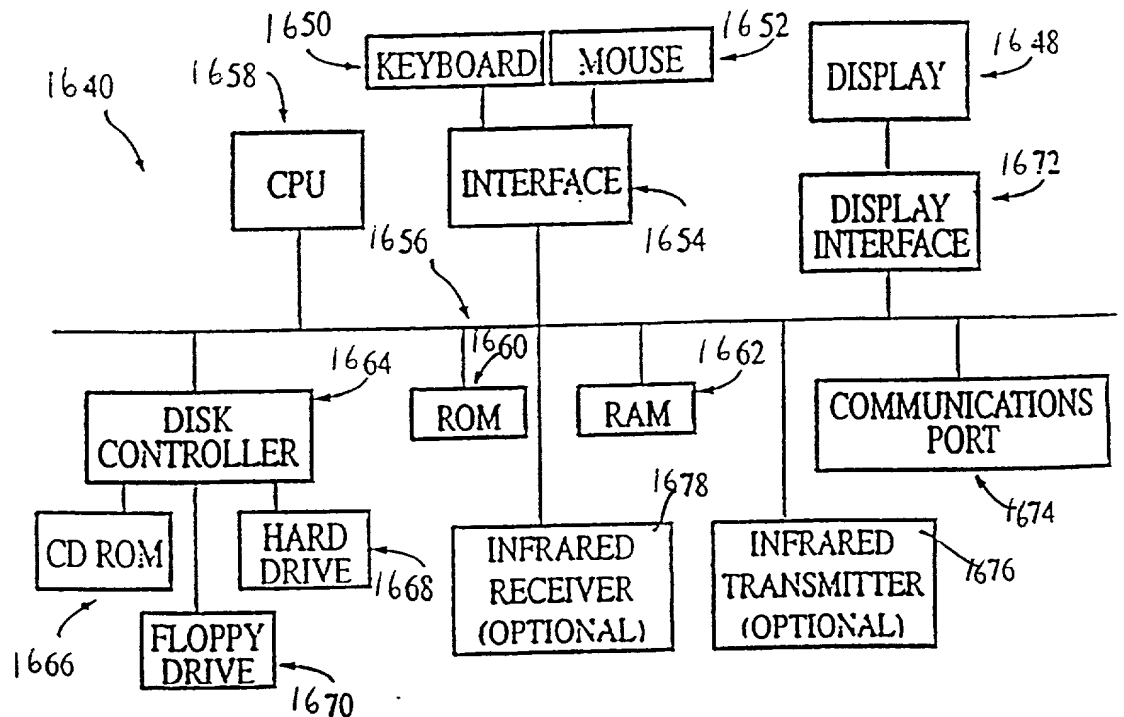 1650
KEYBOARD
MOUSE
1652
1648
DISPLAY
1640
1658
CPU
INTERFACE
1654
1672
DISPLAY
INTERFACE
1656
1664
DISK
CONTROLLER
1660
ROM
1662
RAM
COMMUNICATIONS
PORT
1674
CD ROM
1666
HARD
DRIVE
1668
FLOPPY
DRIVE
1670
1678
INFRARED
RECEIVER
(OPTIONAL)
INFRARED
TRANSMITTER
(OPTIONAL)
1676